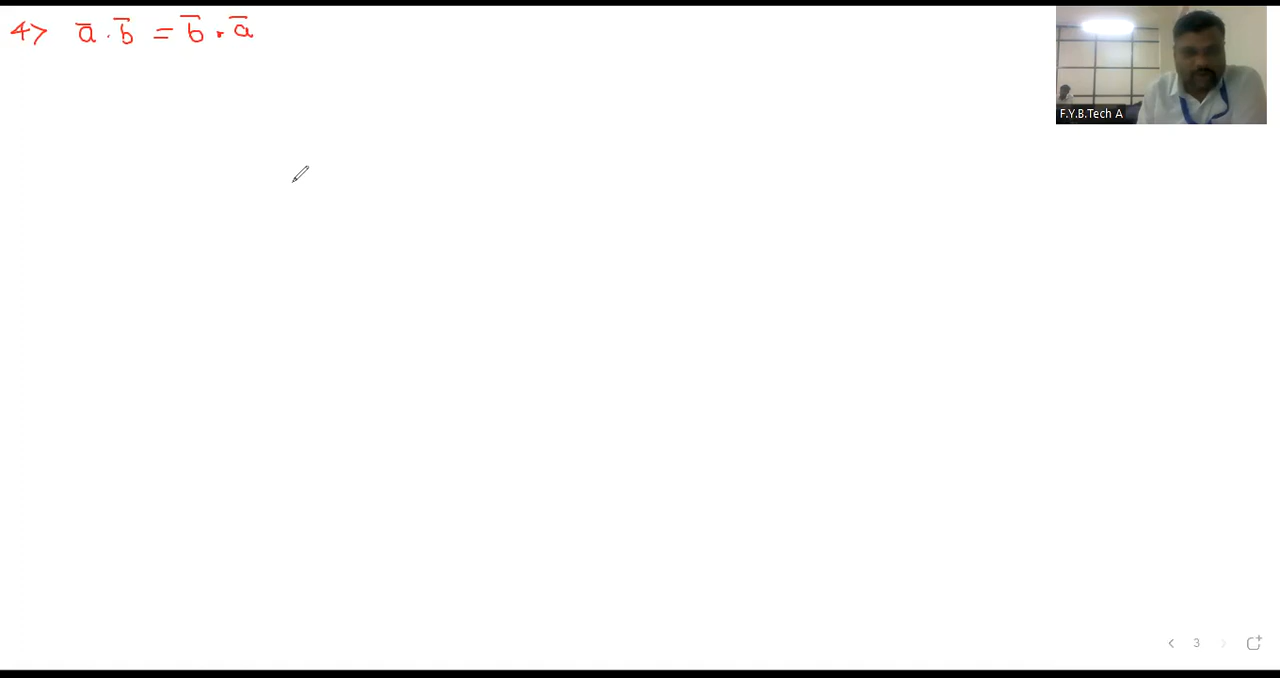 4> a̅ . b̅ = b̅ . a̅
F.Y.B.Tech A
3